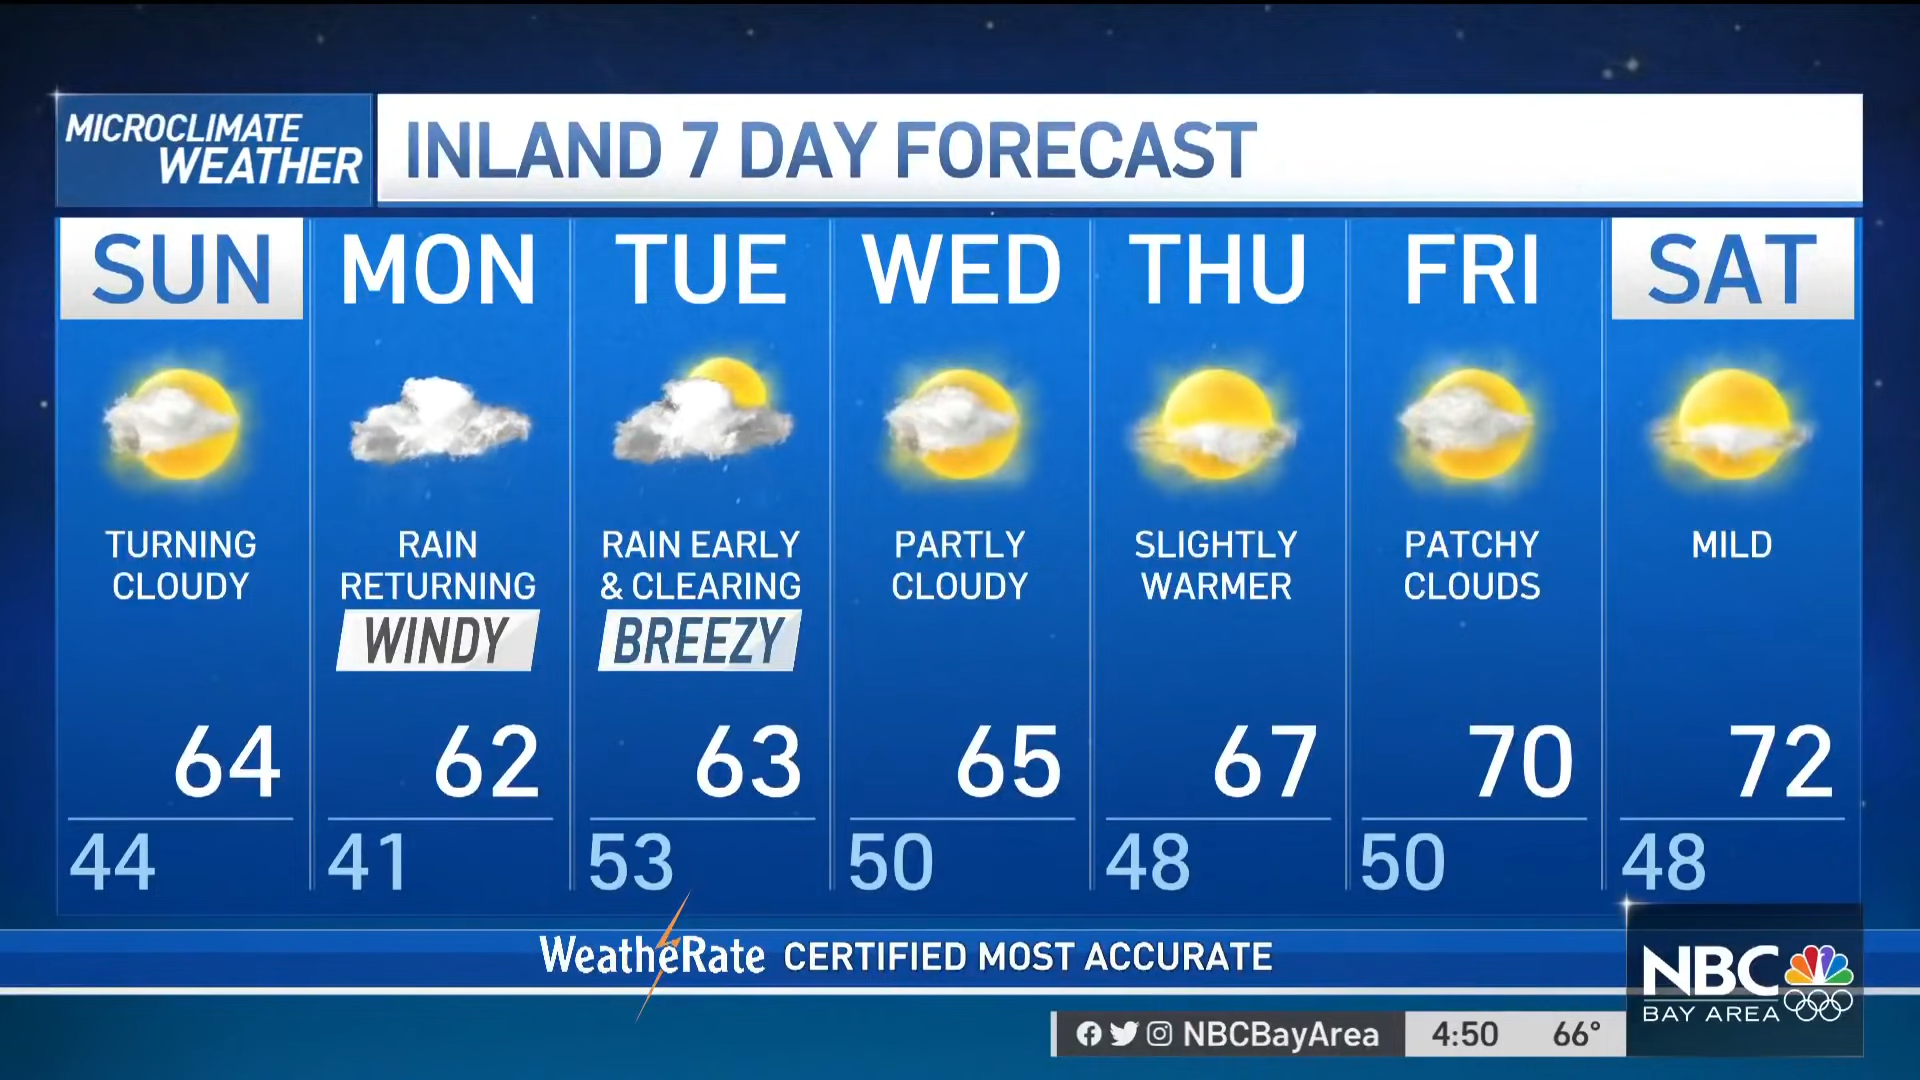 MICROCLIMATE
WEATHER
INLAND 7 DAY FORECAST
SUN
TURNING
CLOUDY
64
44
MON
RAIN
RETURNING
WINDY
62
41
TUE
RAIN EARLY
& CLEARING
BREEZY
63
53
WED
PARTLY
CLOUDY
65
50
THU
SLIGHTLY
WARMER
67
48
FRI
PATCHY
CLOUDS
70
50
SAT
MILD
72
48
WeatheRate CERTIFIED MOST ACCURATE
NBC
BAY AREA
NBCBayArea 4:50 66°